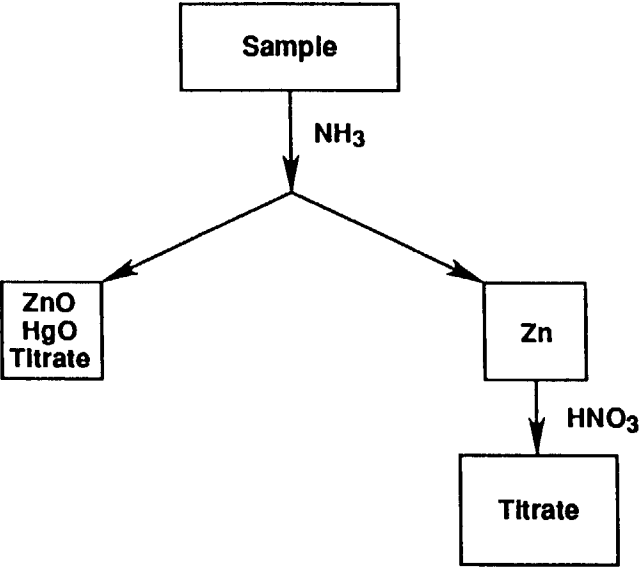 Sample
NH3
ZnO
HgO
Titrate
Zn
HNO3
Titrate